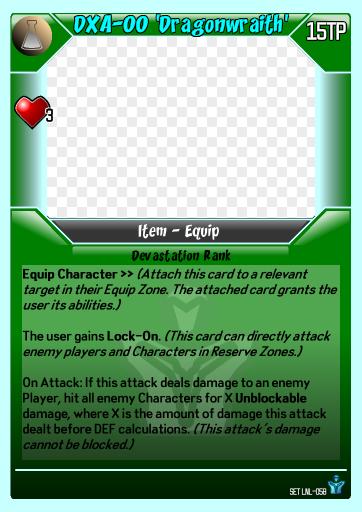 DXA-00 'Dragonwraith'
15TP
3
Item - Equip
Devastation Rank
Equip Character >> (Attach this card to a relevant
target in their Equip Zone. The attached card grants the
user its abilities.)
The user gains Lock-On. (This card can directly attack
enemy players and Characters in Reserve Zones.)
On Attack: If this attack deals damage to an enemy
Player, hit all enemy Characters for X Unblockable
damage, where X is the amount of damage this attack
dealt before DEF calculations. (This attack's damage
cannot be blocked.)
SET LNL-058